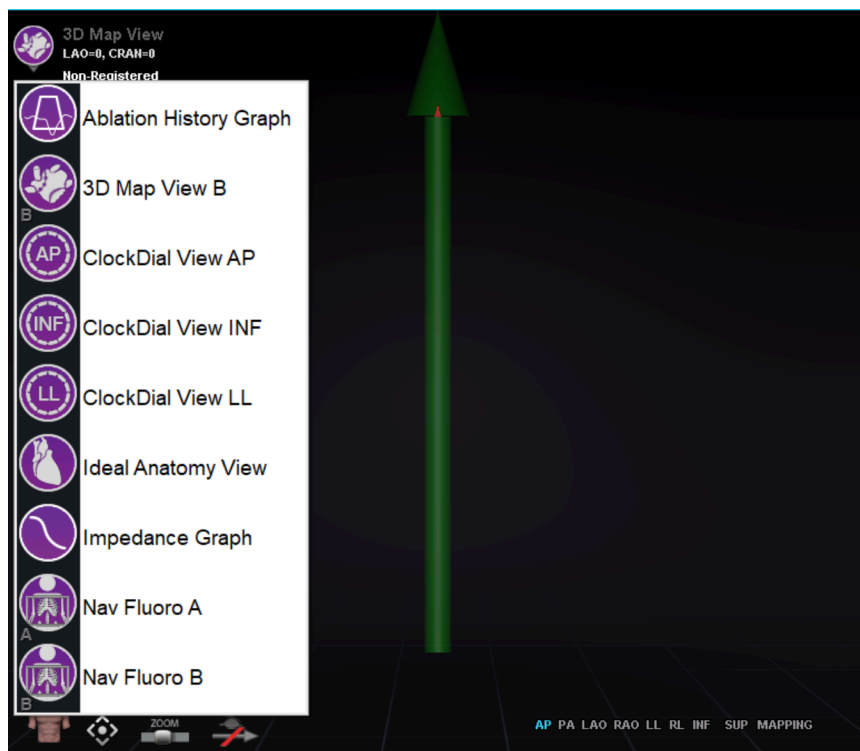 3D Map View
LAO=0, CRAN=0
Non-Registered
Ablation History Graph
B
3D Map View B
AP
ClockDial View AP
INF
ClockDial View INF
LL
ClockDial View LL
Ideal Anatomy View
Impedance Graph
A
Nav Fluoro A
B
Nav Fluoro B
ZOOM
AP PA LAO RAO LL RL INF SUP MAPPING